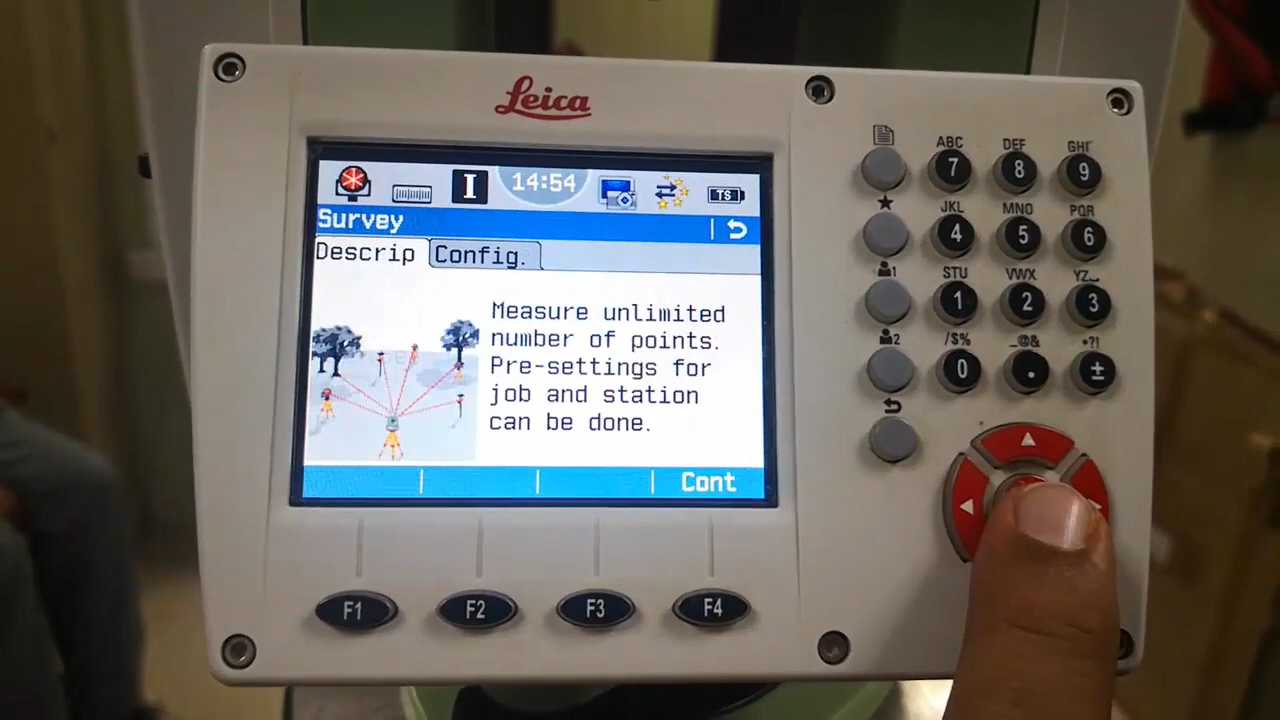 Leica
I 14:54 TS
Survey
Descrip Config.
Measure unlimited
number of points.
Pre-settings for
job and station
can be done.
Cont
F1 F2 F3 F4
ABC DEF GHI
7 8 9
JKL MNO PQR
4 5 6
1
STU VWX YZ_
1 2 3
2
/$% _@& *?!
0 . ±